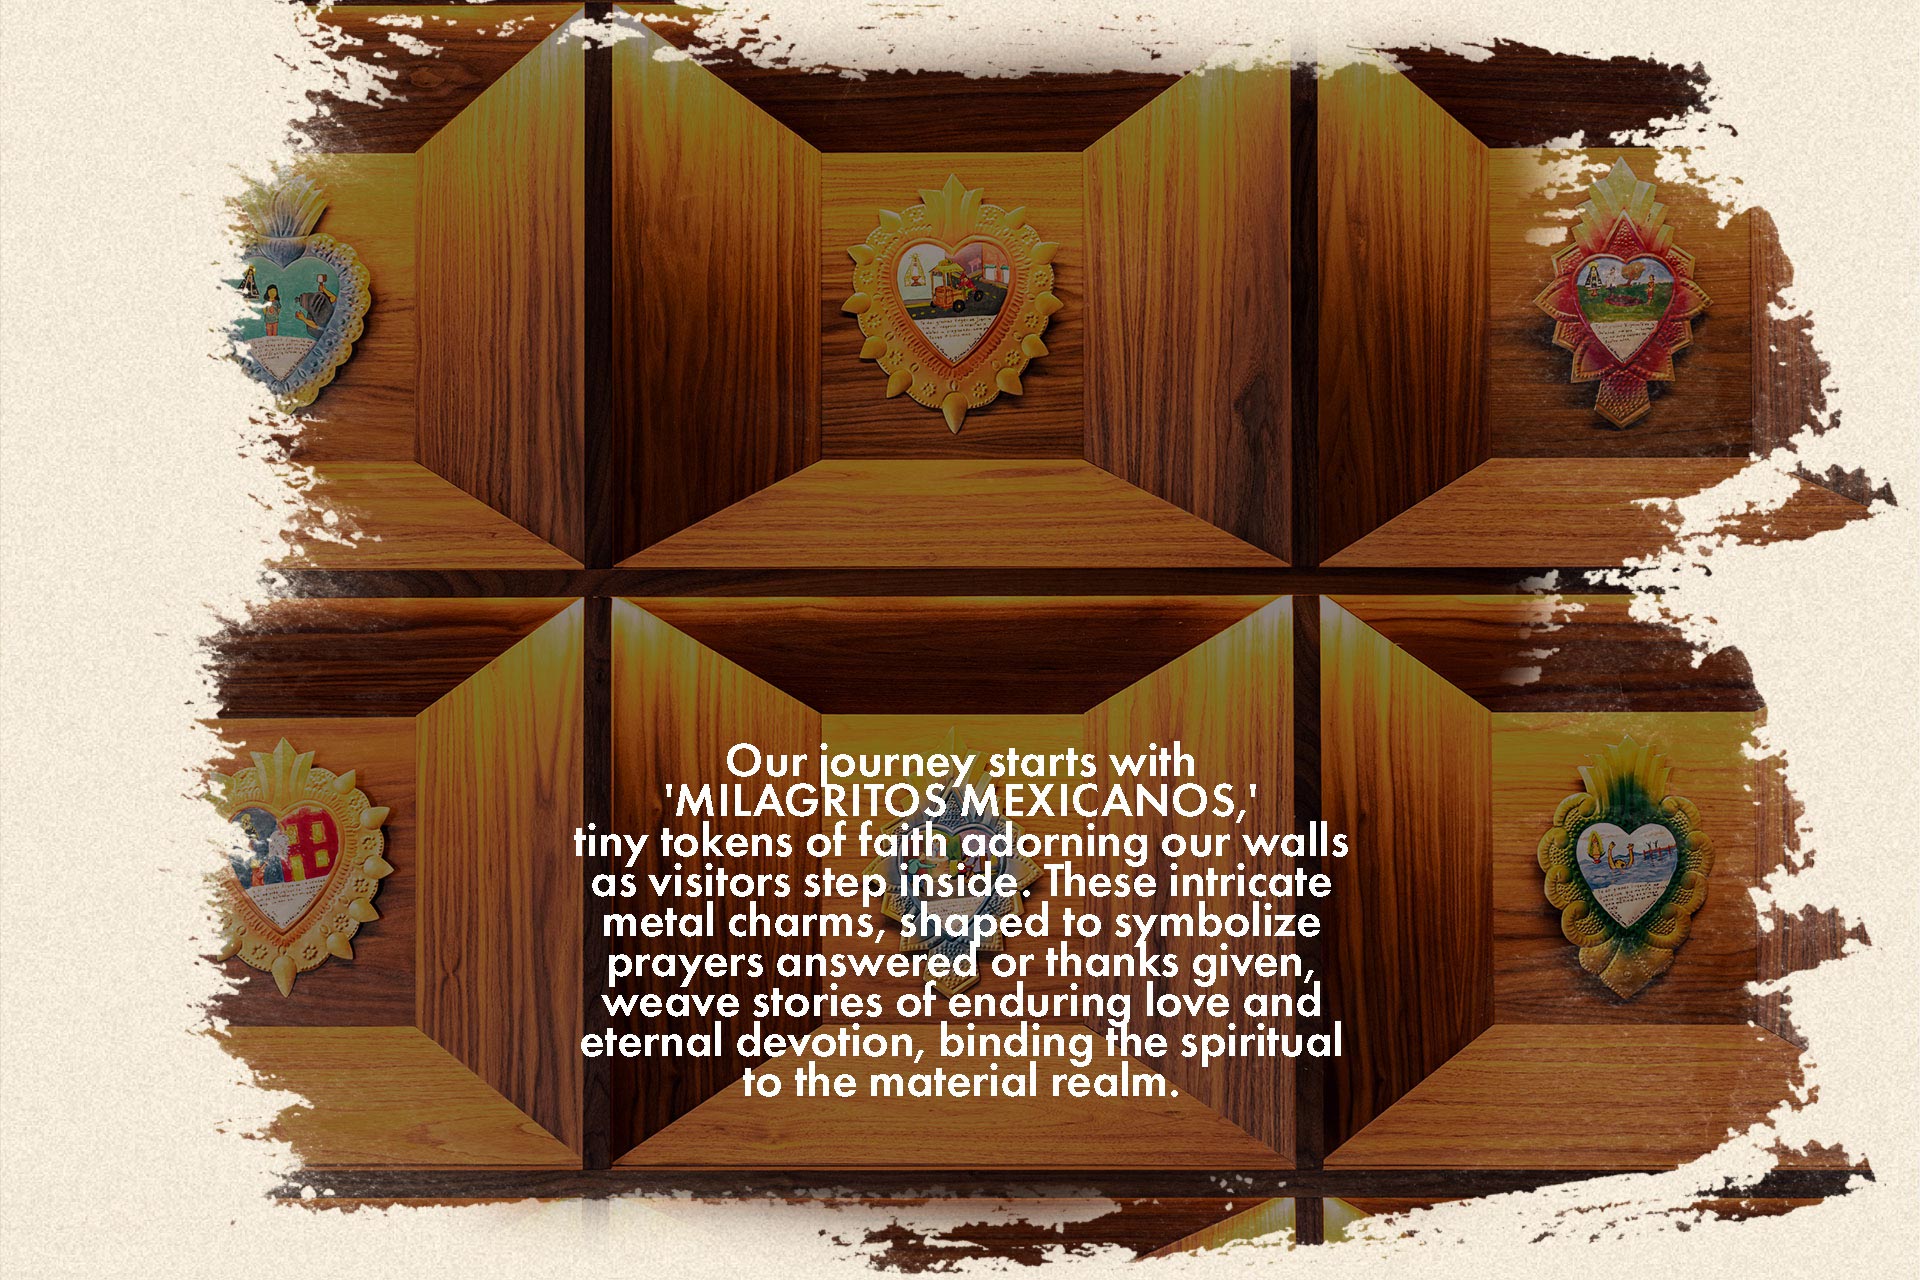 Our journey starts with
'MILAGRITOS MEXICANOS,'
tiny tokens of faith adorning our walls
as visitors step inside. These intricate
metal charms, shaped to symbolize
prayers answered or thanks given,
weave stories of enduring love and
eternal devotion, binding the spiritual
to the material realm.